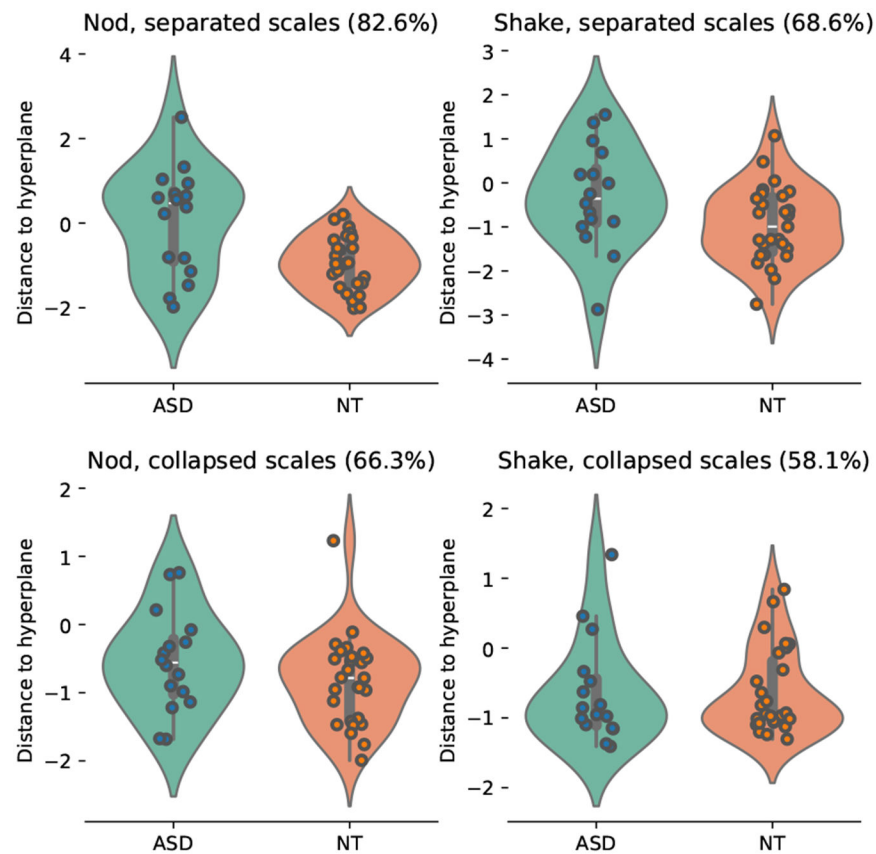 Nod, separated scales (82.6%)
Distance to hyperplane
4
2
0
−2
ASD
NT
Shake, separated scales (68.6%)
Distance to hyperplane
3
2
1
0
−1
−2
−3
−4
ASD
NT
Nod, collapsed scales (66.3%)
Distance to hyperplane
2
1
0
−1
−2
ASD
NT
Shake, collapsed scales (58.1%)
Distance to hyperplane
2
1
0
−1
−2
ASD
NT